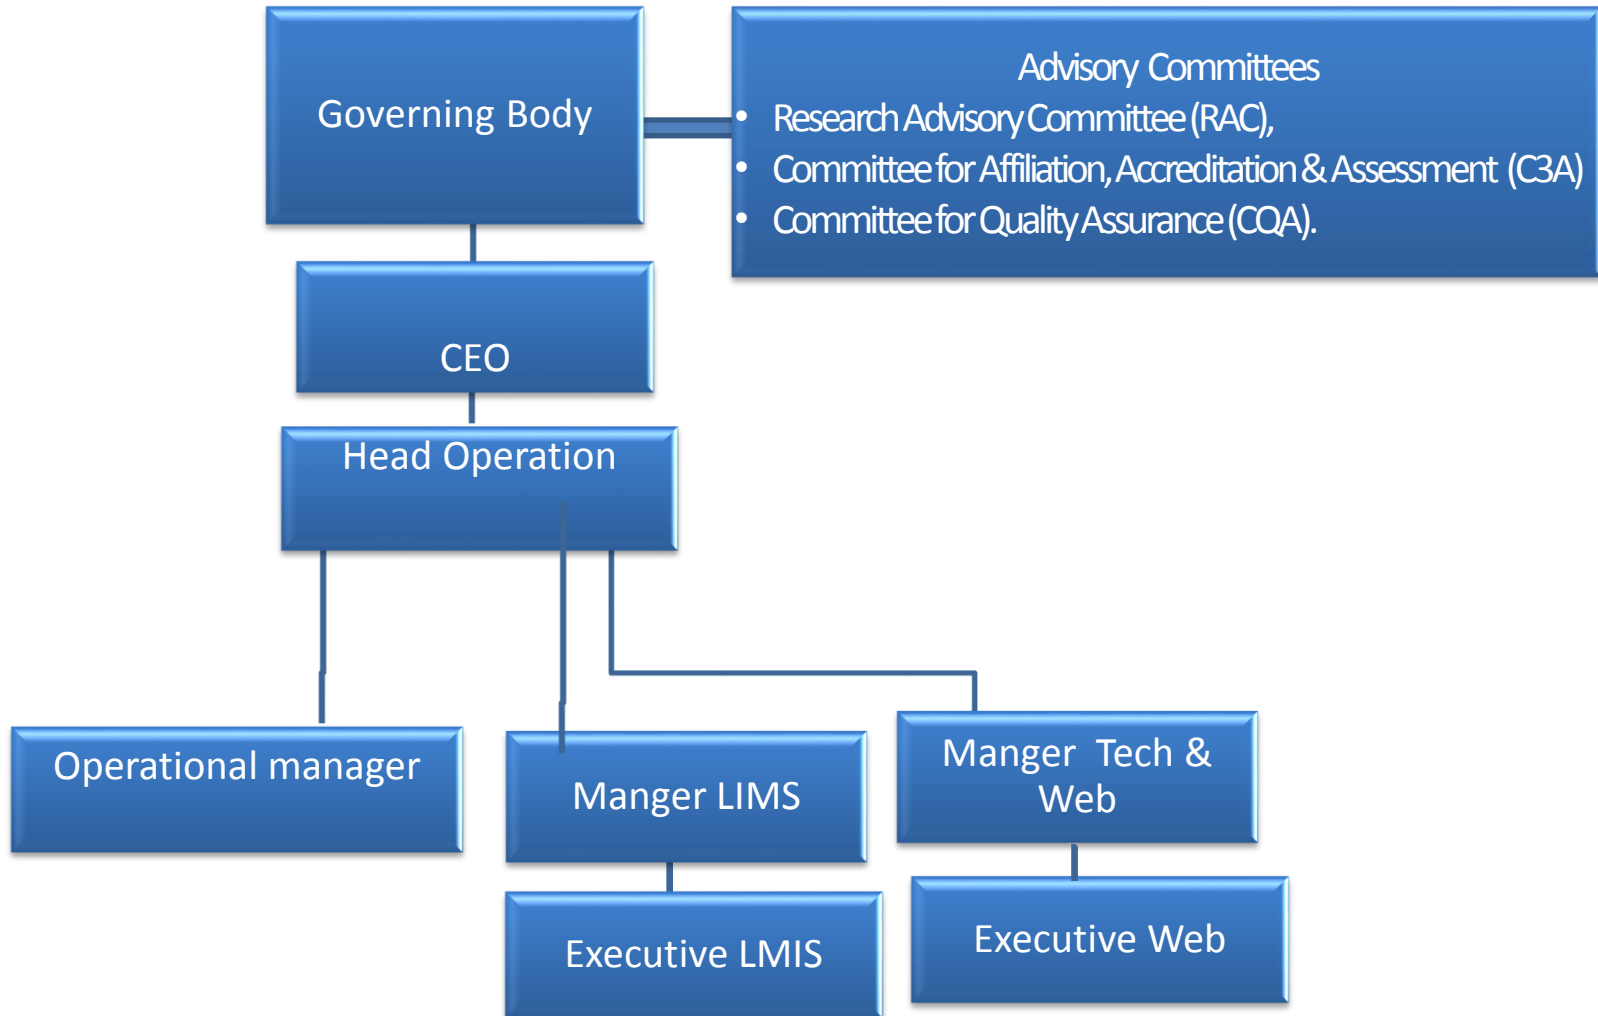 Governing Body
Advisory Committees
• Research Advisory Committee (RAC),
• Committee for Affiliation, Accreditation & Assessment (C3A)
• Committee for Quality Assurance (CQA).
CEO
Head Operation
Operational manager
Manger LIMS
Manger Tech &
Web
Executive LMIS
Executive Web